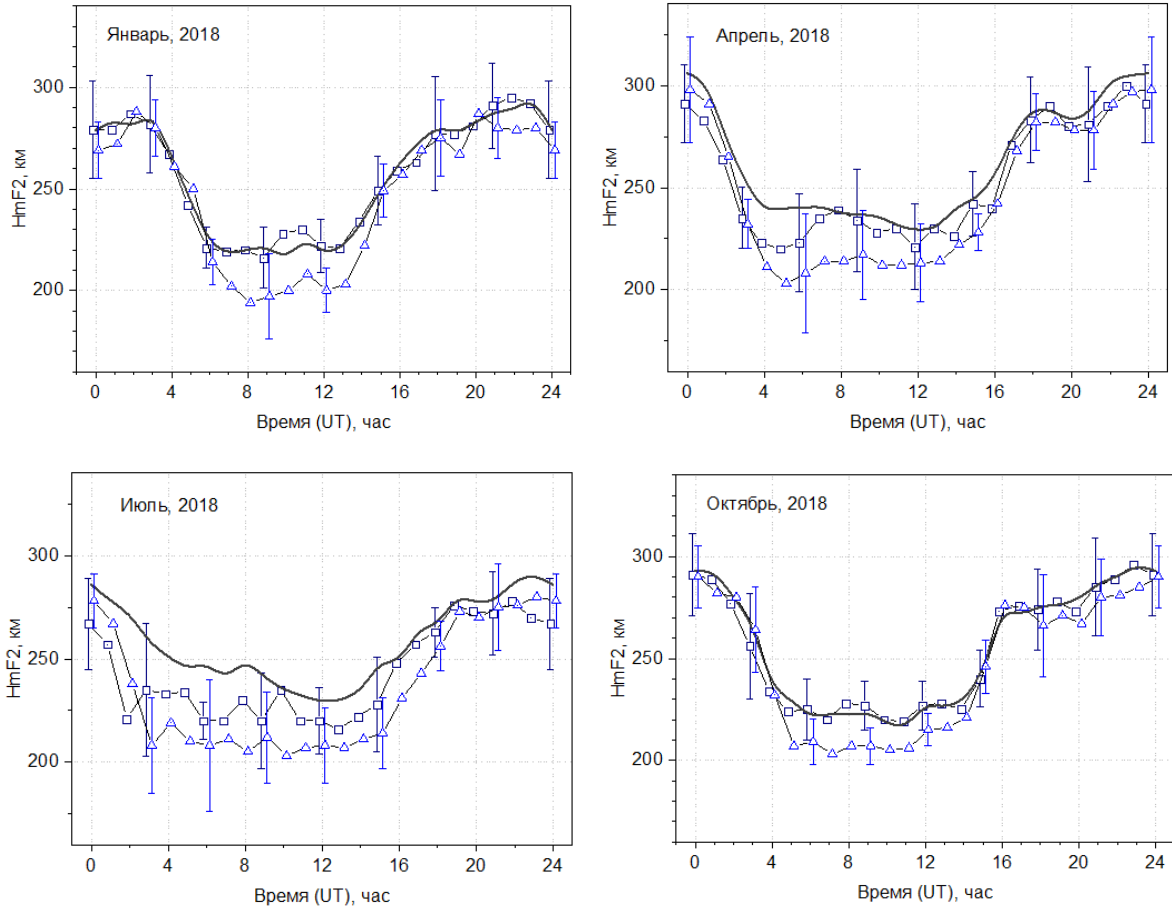 Январь, 2018
300
250
200
HmF2, км
0 4 8 12 16 20 24
Время (UT), час
Апрель, 2018
300
250
200
HmF2, км
0 4 8 12 16 20 24
Время (UT), час
Июль, 2018
300
250
200
HmF2, км
0 4 8 12 16 20 24
Время (UT), час
Октябрь, 2018
300
250
200
HmF2, км
0 4 8 12 16 20 24
Время (UT), час